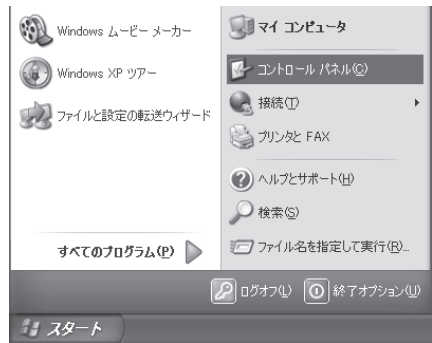 Windows ムービー メーカー
Windows XP ツアー
ファイルと設定の転送ウィザード
すべてのプログラム(P)
マイ コンピュータ
コントロール パネル(C)
接続(T)
プリンタと FAX
ヘルプとサポート(H)
検索(S)
ファイル名を指定して実行(R)...
ログオフ(L)
終了オプション(U)
スタート